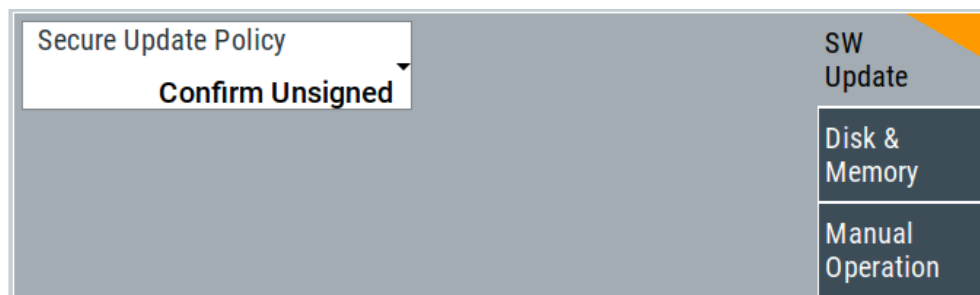 Secure Update Policy
Confirm Unsigned
SW
Update
Disk &
Memory
Manual
Operation